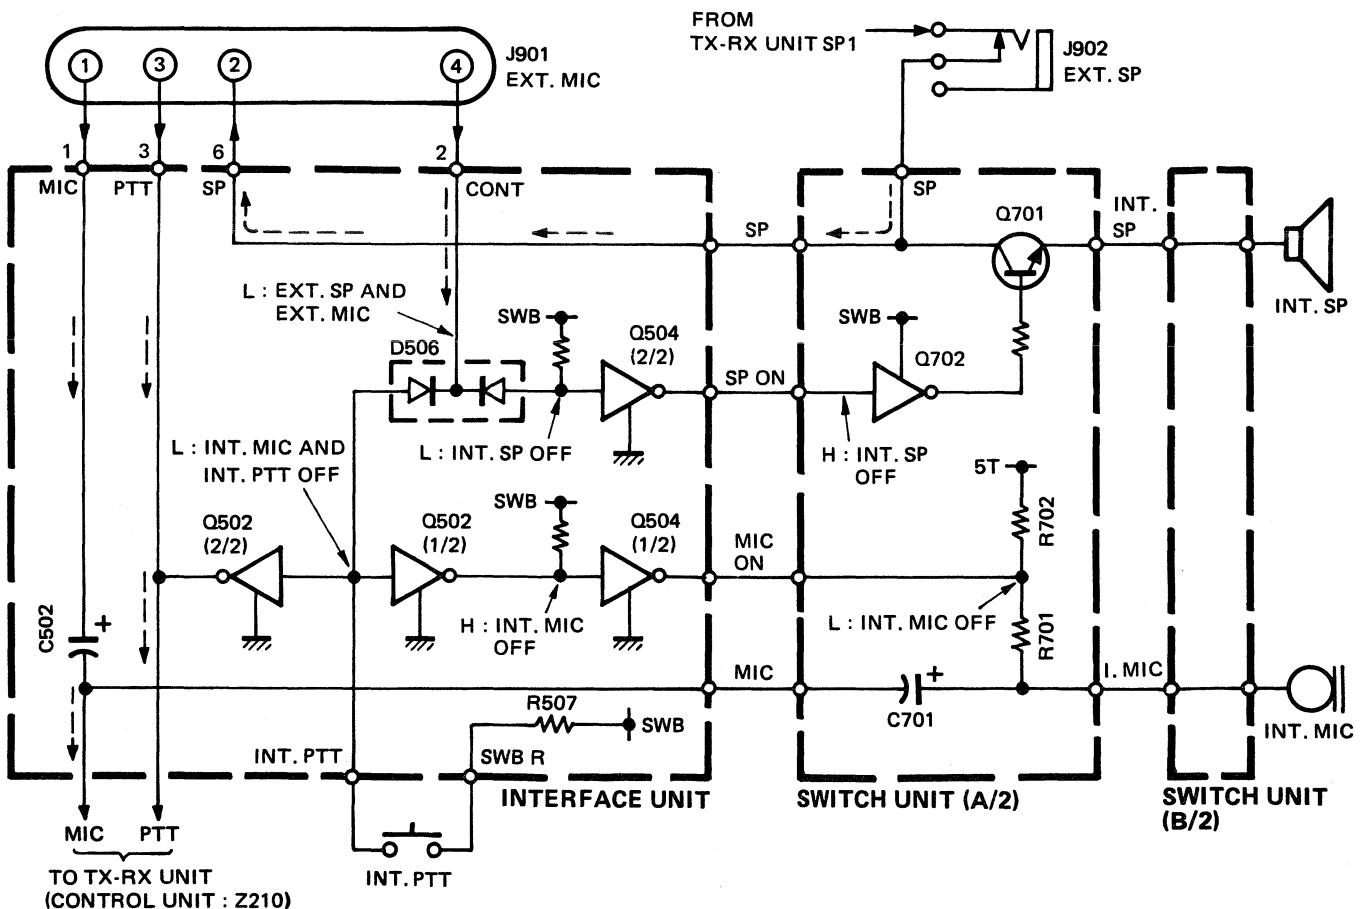 FROM
TX-RX UNIT SP1
J902
EXT. SP
1
3
2
4
J901
EXT. MIC
1
3
6
2
MIC
PTT
SP
CONT
SP
Q701
INT.
SP
SP
INT. SP
L : EXT. SP AND
EXT. MIC
SWB
Q504
(2/2)
SWB
Q702
D506
SP ON
L : INT. SP OFF
H : INT. SP
OFF
L : INT. MIC AND
INT. PTT OFF
5T
SWB
R702
Q502
(2/2)
Q502
(1/2)
Q504
(1/2)
MIC
ON
C502
+
H : INT. MIC
OFF
L : INT. MIC OFF
R701
MIC
+
I. MIC
C701
R507
SWB
INT. MIC
INT. PTT
SWB R
INTERFACE UNIT
SWITCH UNIT (A/2)
SWITCH UNIT
(B/2)
MIC
PTT
INT. PTT
TO TX-RX UNIT
(CONTROL UNIT : Z210)